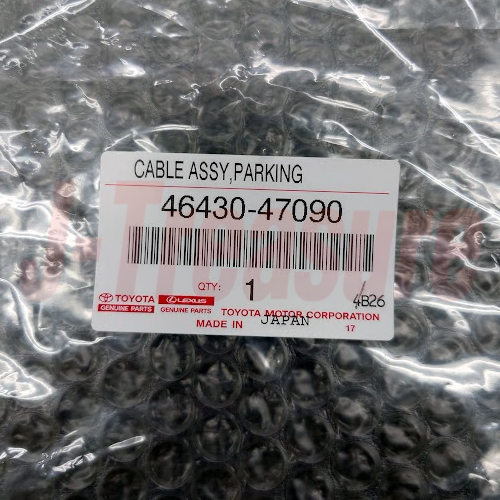 CABLE ASSY,PARKING
46430-47090
J-Treasure
QTY: 1
4B26
TOYOTA LEXUS TOYOTA MOTOR CORPORATION
GENUINE PARTS GENUINE PARTS
MADE IN JAPAN 17